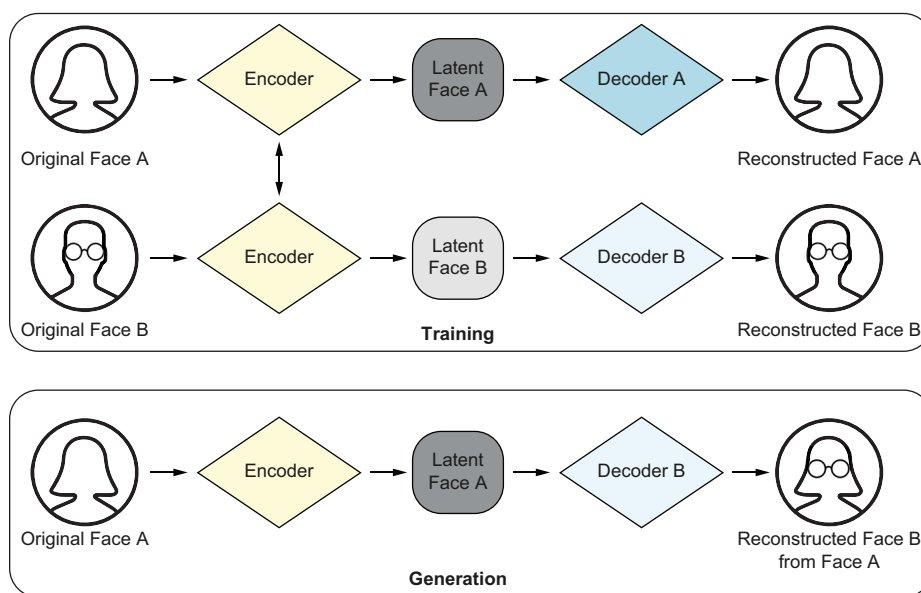 Encoder
Latent
Face A
Decoder A
Original Face A
Reconstructed Face A
Encoder
Latent
Face B
Decoder B
Original Face B
Reconstructed Face B
Training
Encoder
Latent
Face A
Decoder B
Original Face A
Reconstructed Face B
from Face A
Generation